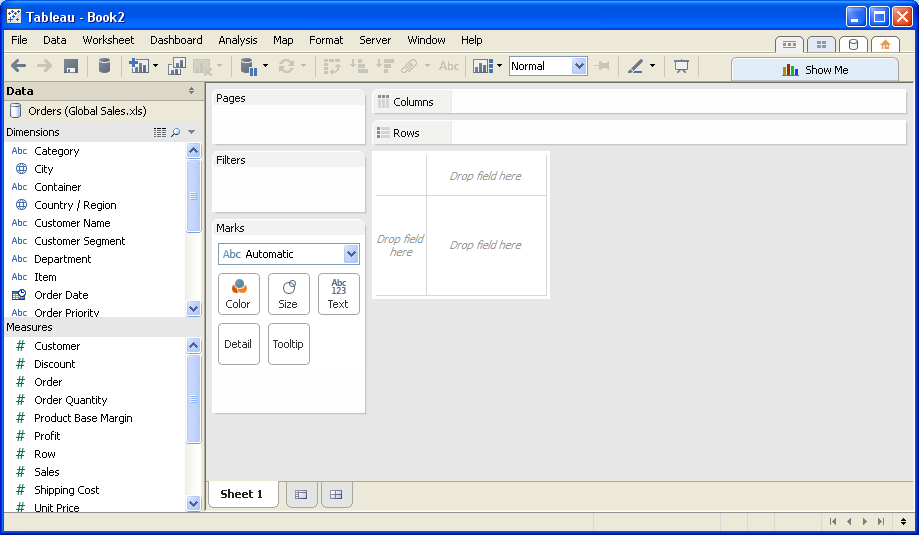 Tableau - Book2
File Data Worksheet Dashboard Analysis Map Format Server Window Help
Abc Normal Show Me
Data
Orders (Global Sales.xls)
Dimensions
Abc Category
City
Abc Container
Country / Region
Abc Customer Name
Abc Customer Segment
Abc Department
Abc Item
Order Date
Abc Order Priority
Measures
# Customer
# Discount
# Order
# Order Quantity
# Product Base Margin
# Profit
# Row
# Sales
# Shipping Cost
# Unit Price
Pages
Filters
Marks
Abc Automatic
Color
Size
Abc
123
Text
Detail
Tooltip
Columns
Rows
Drop field here
Drop field
here
Drop field here
Sheet 1